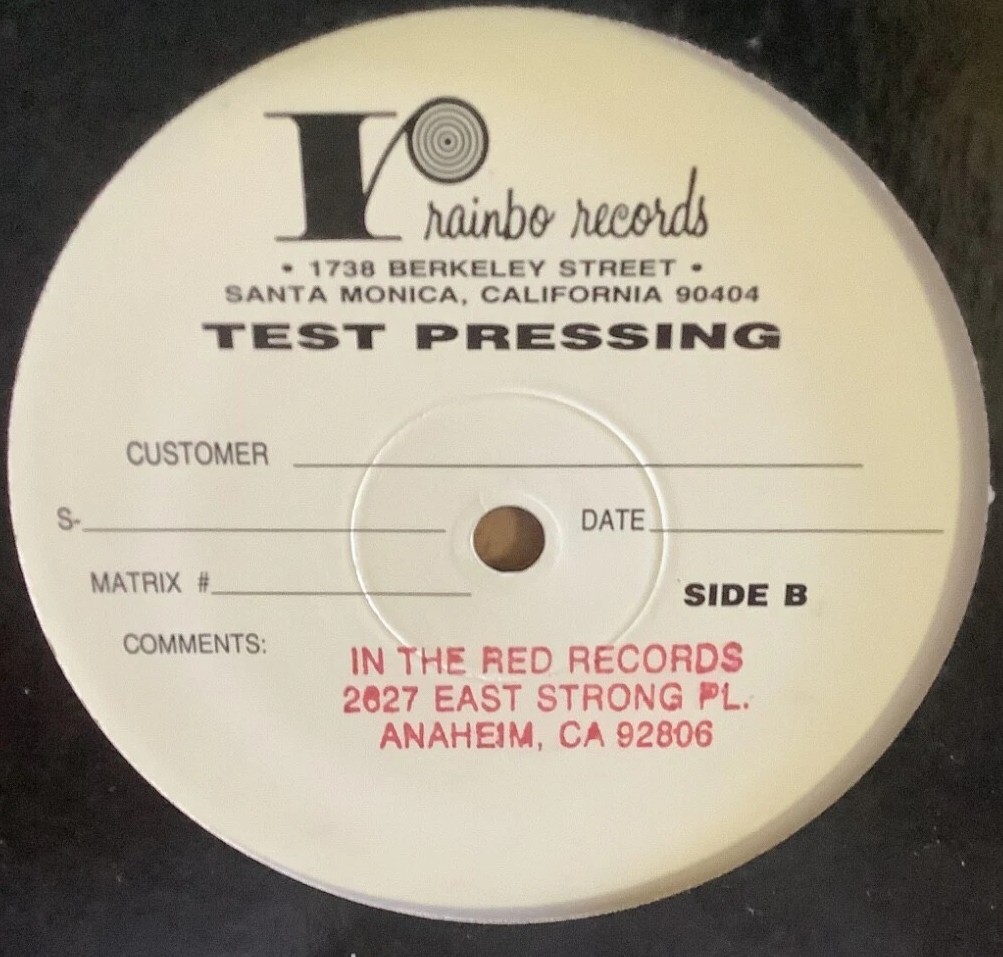 r
rainbo records
• 1738 BERKELEY STREET •
SANTA MONICA, CALIFORNIA 90404
TEST PRESSING
CUSTOMER
S- DATE
MATRIX # SIDE B
COMMENTS:
IN THE RED RECORDS
2627 EAST STRONG PL.
ANAHEIM, CA 92806